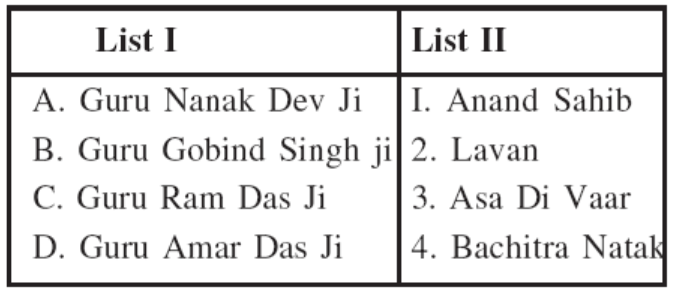 List I List II
A. Guru Nanak Dev Ji I. Anand Sahib
B. Guru Gobind Singh ji 2. Lavan
C. Guru Ram Das Ji 3. Asa Di Vaar
D. Guru Amar Das Ji 4. Bachitra Natak